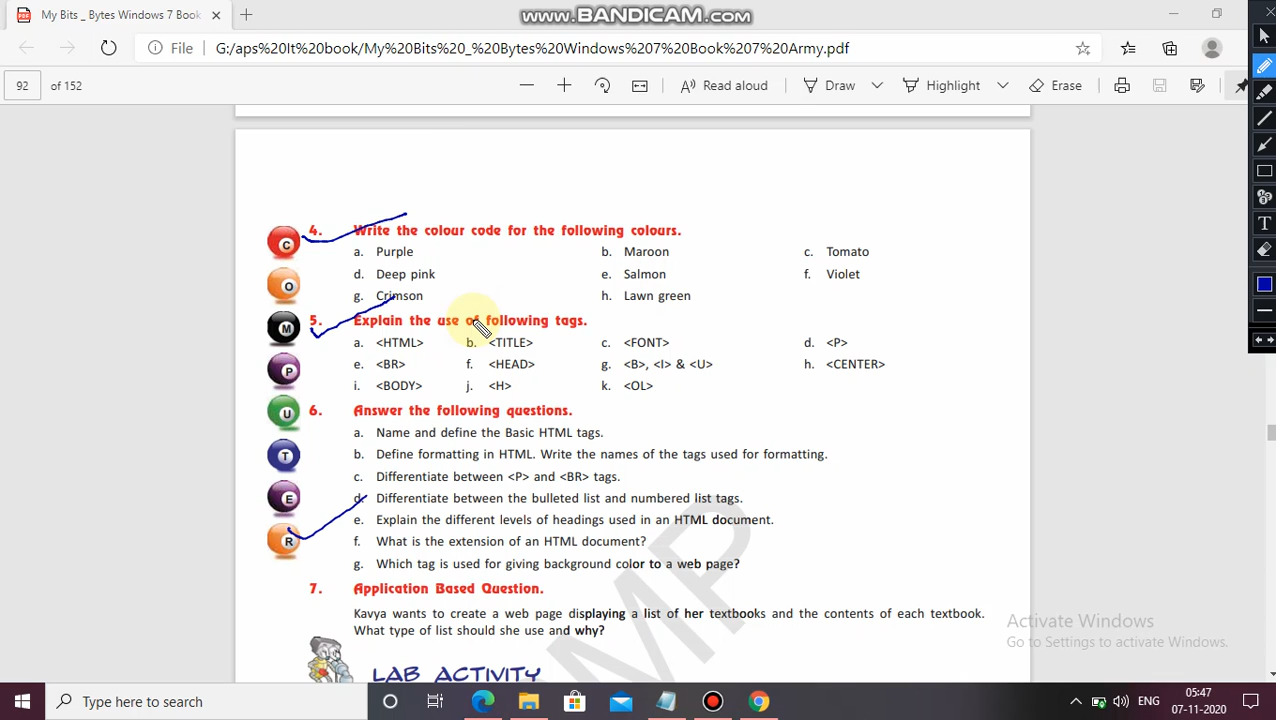 My Bits _ Bytes Windows 7 Book
www.BANDICAM.com
File G:/aps%20It%20book/My%20Bits%20_%20Bytes%20Windows%207%20Book%207%20Army.pdf
92 of 152 Read aloud Draw Highlight Erase
4. Write the colour code for the following colours.
a. Purple b. Maroon c. Tomato
d. Deep pink e. Salmon f. Violet
g. Crimson h. Lawn green
5. Explain the use of following tags.
a. <HTML> b. <TITLE> c. <FONT> d. <P>
e. <BR> f. <HEAD> g. <B>, <I> & <U> h. <CENTER>
i. <BODY> j. <H> k. <OL>
6. Answer the following questions.
a. Name and define the Basic HTML tags.
b. Define formatting in HTML. Write the names of the tags used for formatting.
c. Differentiate between <P> and <BR> tags.
d. Differentiate between the bulleted list and numbered list tags.
e. Explain the different levels of headings used in an HTML document.
f. What is the extension of an HTML document?
g. Which tag is used for giving background color to a web page?
7. Application Based Question.
Kavya wants to create a web page displaying a list of her textbooks and the contents of each textbook.
What type of list should she use and why?
LAB ACTIVITY
C
O
M
P
U
T
E
R
MP
Activate Windows
Go to Settings to activate Windows.
Type here to search
ENG
05:47
07-11-2020